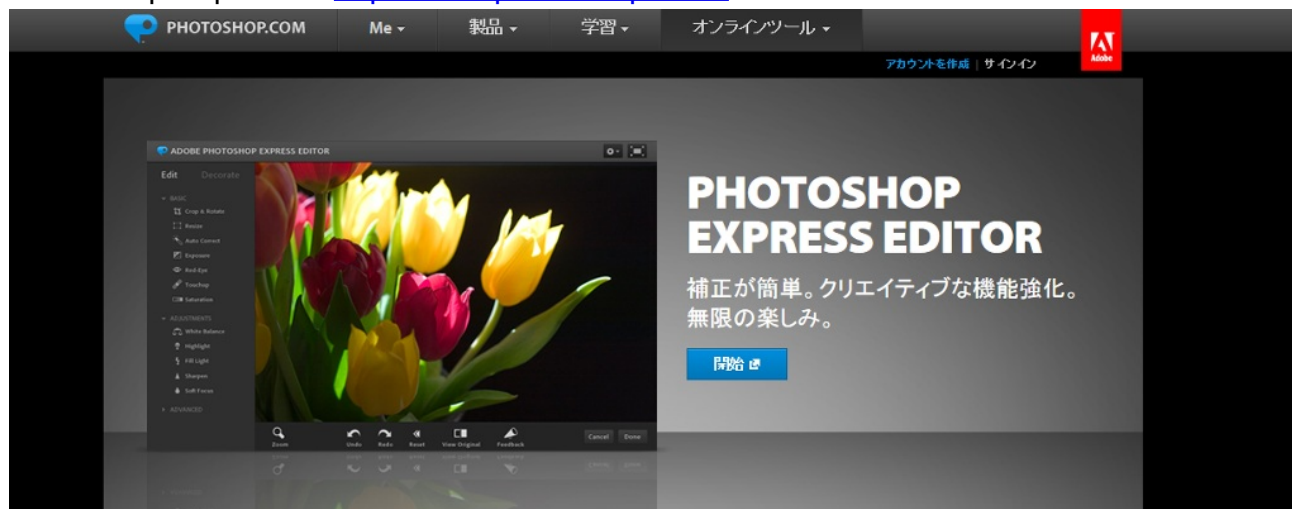 PHOTOSHOP.COM
Me
製品
学習
オンラインツール
Adobe
アカウントを作成 | サインイン
ADOBE PHOTOSHOP EXPRESS EDITOR
Edit Decorate
BASIC
Crop & Rotate
Resize
Auto Correct
Exposure
Red-Eye
Touchup
Saturation
ADJUSTMENTS
White Balance
Highlight
Fill Light
Sharpen
Soft Focus
ADVANCED
Zoom
Undo
Redo
Reset
View Original
Feedback
Cancel
Done
PHOTOSHOP
EXPRESS EDITOR
補正が簡単。クリエイティブな機能強化。
無限の楽しみ。
開始